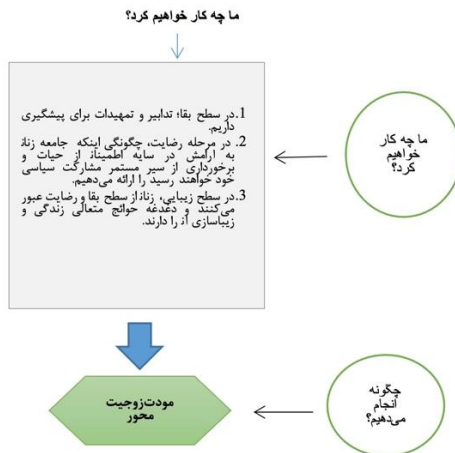 ما چه کار خواهیم کرد؟
1.در سطح بقا؛ تدابیر و تمهیدات برای پیشگیری
داریم.
2. در مرحله رضایت، چگونگی اینکه جامعه زنان
به ارامش در سایه اطمینان از حیات و
برخورداری از سیر مستمر مشارکت سیاسی
خود خواهند رسید را ارائه می‌دهیم.
3.در سطح زیبایی، زنان از سطح بقا و رضایت عبور
می‌کنند و دغدغه حوائج متعالی زندگی و
زیباسازی آن را دارند.
ما چه کار
خواهیم
کرد؟
مودت‌زوجیت
محور
چگونه
انجام
می‌دهیم؟